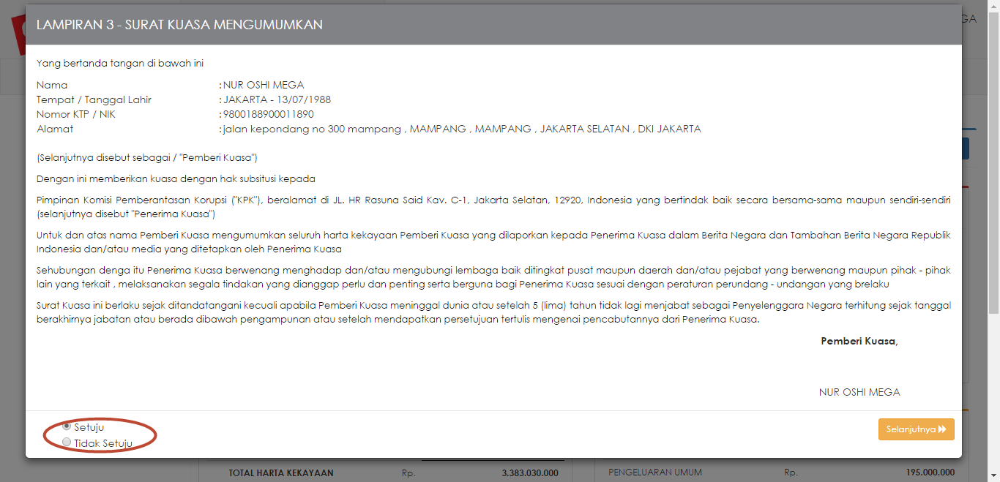 GA
LAMPIRAN 3 - SURAT KUASA MENGUMUMKAN
Yang bertanda tangan di bawah ini
Nama : NUR OSHI MEGA
Tempat / Tanggal Lahir : JAKARTA - 13/07/1988
Nomor KTP / NIK : 9800188900011890
Alamat : jalan kepondang no 300 mampang , MAMPANG , MAMPANG , JAKARTA SELATAN , DKI JAKARTA
(Selanjutnya disebut sebagai / "Pemberi Kuasa")
Dengan ini memberikan kuasa dengan hak subsitusi kepada
Pimpinan Komisi Pemberantasan Korupsi ("KPK"), beralamat di JL. HR Rasuna Said Kav. C-1, Jakarta Selatan, 12920, Indonesia yang bertindak baik secara bersama-sama maupun sendiri-sendiri
(selanjutnya disebut "Penerima Kuasa")
Untuk dan atas nama Pemberi Kuasa mengumumkan seluruh harta kekayaan Pemberi Kuasa yang dilaporkan kepada Penerima Kuasa dalam Berita Negara dan Tambahan Berita Negara Republik
Indonesia dan/atau media yang ditetapkan oleh Penerima Kuasa
Sehubungan denga itu Penerima Kuasa berwenang menghadap dan/atau mengubungi lembaga baik ditingkat pusat maupun daerah dan/atau pejabat yang berwenang maupun pihak - pihak
lain yang terkait , melaksanakan segala tindakan yang dianggap perlu dan penting serta berguna bagi Penerima Kuasa sesuai dengan peraturan perundang - undangan yang brelaku
Surat Kuasa ini berlaku sejak ditandatangani kecuali apabila Pemberi Kuasa meninggal dunia atau setelah 5 (lima) tahun tidak lagi menjabat sebagai Penyelenggara Negara terhitung sejak tanggal
berakhirnya jabatan atau berada dibawah pengampunan atau setelah mendapatkan persetujuan tertulis mengenai pencabutannya dari Penerima Kuasa.
Pemberi Kuasa,
NUR OSHI MEGA
Setuju
Tidak Setuju
Selanjutnya
TOTAL HARTA KEKAYAAN Rp. 3.383.030.000
PENGELUARAN UMUM Rp. 195.000.000